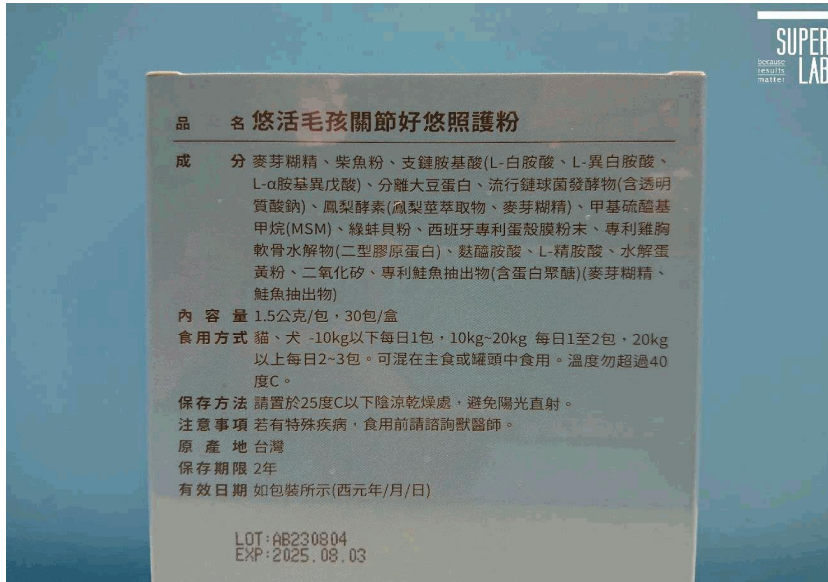 SUPER
LAB
because
results
matter
品名 悠活毛孩關節好悠照護粉
成分 麥芽糊精、柴魚粉、支鏈胺基酸(L-白胺酸、L-異白胺酸、
L-α胺基異戊酸)、分離大豆蛋白、流行鏈球菌發酵物(含透明
質酸鈉)、鳳梨酵素(鳳梨莖萃取物、麥芽糊精)、甲基硫醯基
甲烷(MSM)、綠蚌貝粉、西班牙專利蛋殼膜粉末、專利雞胸
軟骨水解物(二型膠原蛋白)、麩醯胺酸、L-精胺酸、水解蛋
黃粉、二氧化矽、專利鮭魚抽出物(含蛋白聚醣)(麥芽糊精、
鮭魚抽出物)
內容量 1.5公克/包，30包/盒
食用方式 貓、犬 -10kg以下每日1包，10kg~20kg 每日1至2包，20kg
以上每日2~3包。可混在主食或罐頭中食用。溫度勿超過40
度C。
保存方法 請置於25度C以下陰涼乾燥處，避免陽光直射。
注意事項 若有特殊疾病，食用前請諮詢獸醫師。
原產地 台灣
保存期限 2年
有效日期 如包裝所示(西元年/月/日)
LOT:AB230804
EXP:2025.08.03